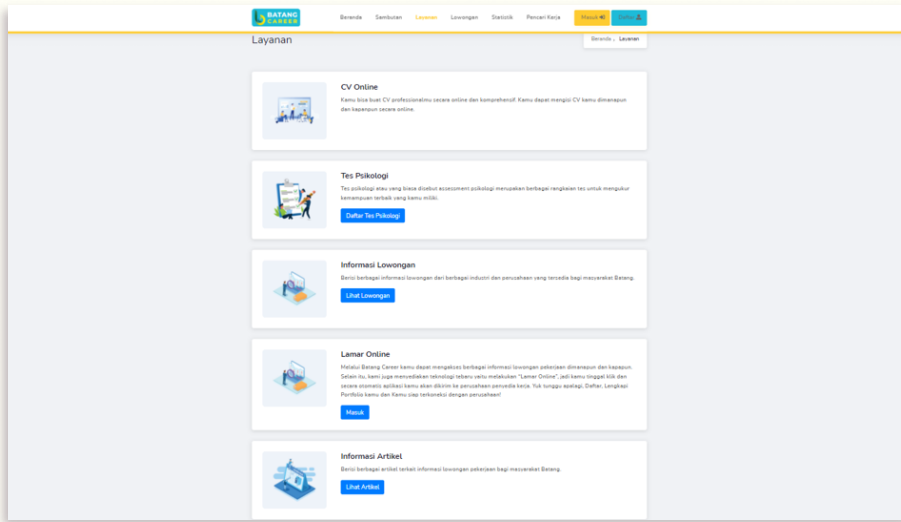 BATANG
CAREER
Beranda Sambutan Layanan Lowongan Statistik Pencari Kerja Masuk Daftar
Layanan
Beranda . Layanan
CV Online
Kamu bisa buat CV professionalmu secara online dan komprehensif. Kamu dapat mengisi CV kamu dimanapun
dan kapanpun secara online.
Tes Psikologi
Tes psikologi atau yang biasa disebut assessment psikologi merupakan berbagai rangkaian tes untuk mengukur
kemampuan terbaik yang kamu miliki.
Daftar Tes Psikologi
Informasi Lowongan
Berisi berbagai informasi lowongan dari berbagai industri dan perusahaan yang tersedia bagi masyarakat Batang.
Lihat Lowongan
Lamar Online
Melalui Batang Career kamu dapat mengakses berbagai informasi lowongan pekerjaan dimanapun dan kapapun.
Selain itu, kami juga menyediakan teknologi tebaru yaitu melakukan "Lamar Online", jadi kamu tinggal klik dan
secara otomatis aplikasi kamu akan dikirim ke perusahaan penyedia kerja. Yuk tunggu apalagi, Daftar, Lengkapi
Portfolio kamu dan Kamu siap terkoneksi dengan perusahaan!
Masuk
Informasi Artikel
Berisi berbagai artikel terkait informasi lowongan pekerjaan bagi masyarakat Batang.
Lihat Artikel